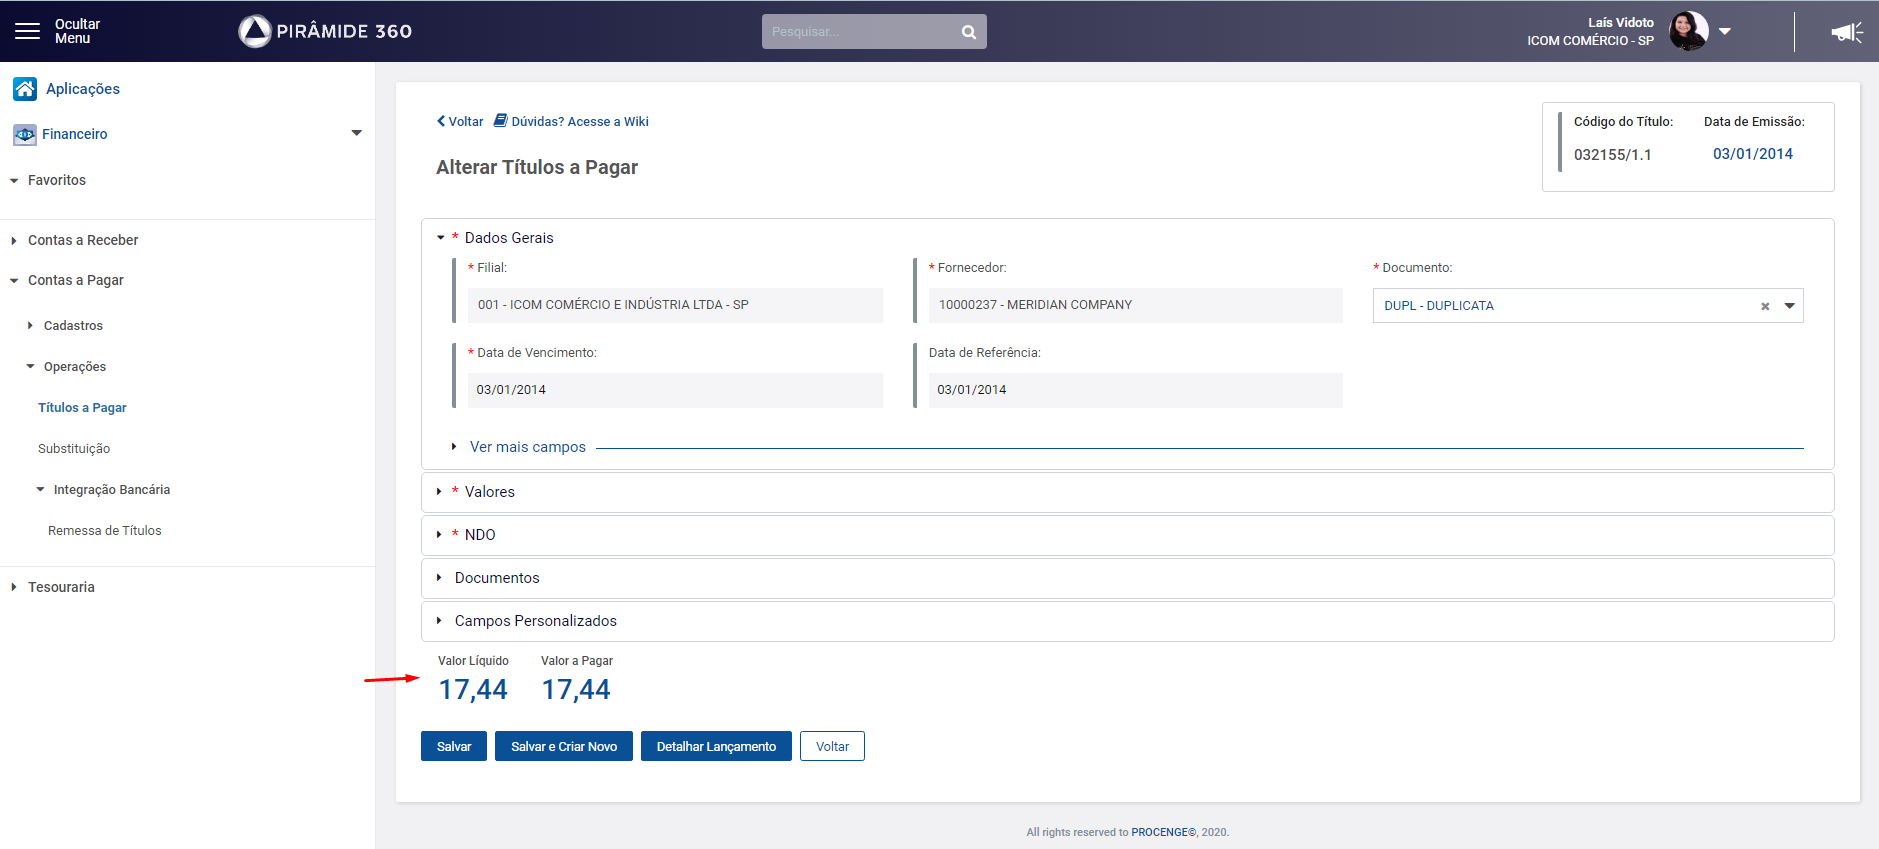 Ocultar
Menu
PIRÂMIDE 360
Pesquisar...
Laís Vidoto
ICOM COMÉRCIO - SP
Aplicações
Financeiro
Favoritos
Contas a Receber
Contas a Pagar
Cadastros
Operações
Títulos a Pagar
Substituição
Integração Bancária
Remessa de Títulos
Tesouraria
Voltar Dúvidas? Acesse a Wiki
Alterar Títulos a Pagar
Código do Título: Data de Emissão:
032155/1.1 03/01/2014
* Dados Gerais
* Filial: * Fornecedor: * Documento:
001 - ICOM COMÉRCIO E INDÚSTRIA LTDA - SP 10000237 - MERIDIAN COMPANY DUPL - DUPLICATA
* Data de Vencimento: Data de Referência:
03/01/2014 03/01/2014
Ver mais campos
* Valores
* NDO
Documentos
Campos Personalizados
Valor Líquido Valor a Pagar
17,44 17,44
Salvar Salvar e Criar Novo Detalhar Lançamento Voltar
All rights reserved to PROCENGE©, 2020.